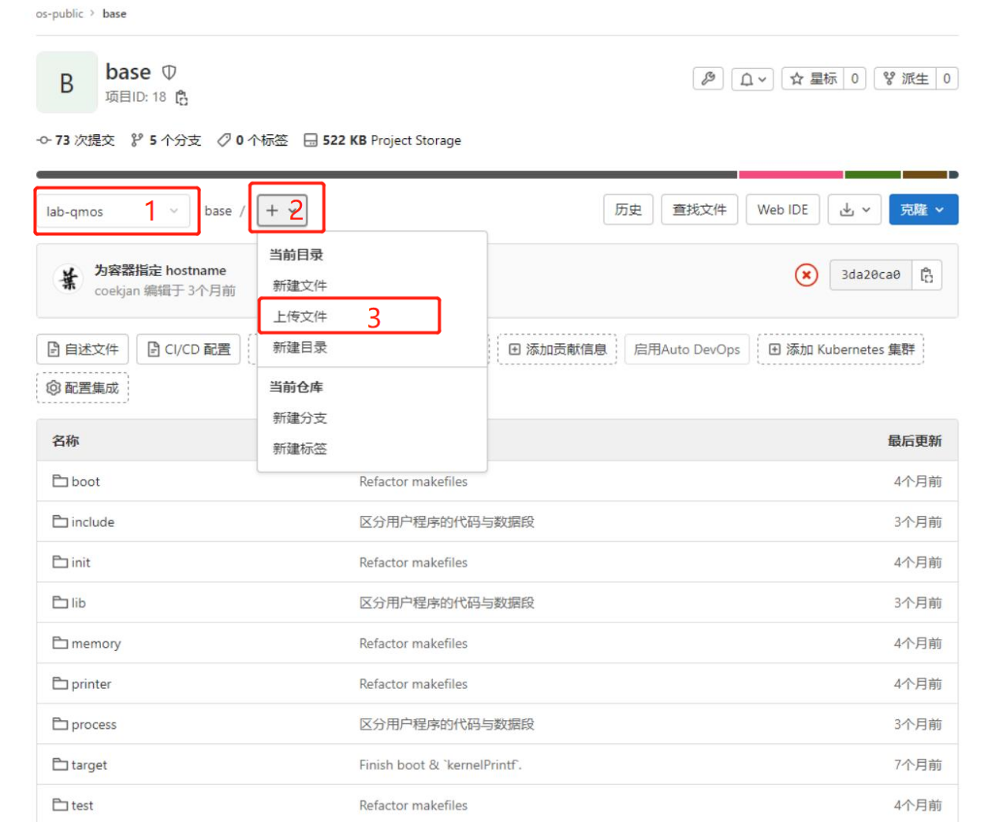 os-public > base
B
base
项目ID: 18
星标 0
派生 0
73 次提交 5 个分支 0 个标签 522 KB Project Storage
lab-qmos 1 base / + 2
历史 查找文件 Web IDE 克隆
当前目录
新建文件
上传文件 3
新建目录
当前仓库
新建分支
新建标签
葉
为容器指定 hostname
coekjan 编辑于 3个月前
3da20ca0
自述文件 CI/CD 配置 添加贡献信息 启用Auto DevOps 添加 Kubernetes 集群
配置集成
名称 最后更新
boot Refactor makefiles 4个月前
include 区分用户程序的代码与数据段 3个月前
init Refactor makefiles 4个月前
lib 区分用户程序的代码与数据段 3个月前
memory Refactor makefiles 4个月前
printer Refactor makefiles 4个月前
process 区分用户程序的代码与数据段 3个月前
target Finish boot & `kernelPrintf`. 7个月前
test Refactor makefiles 4个月前